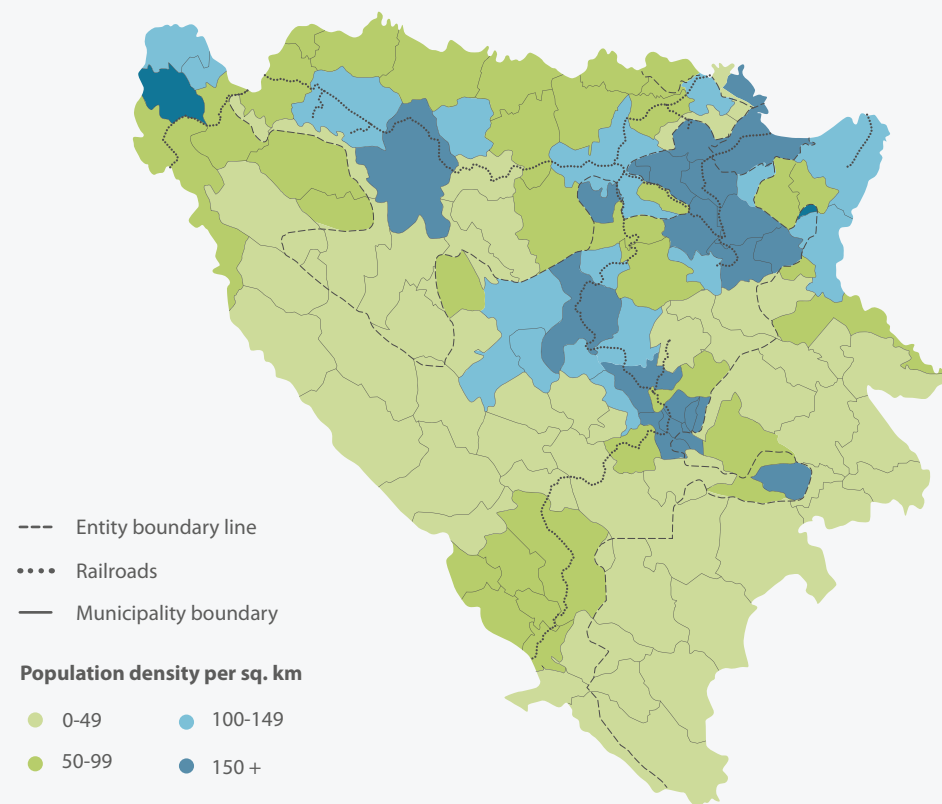 Entity boundary line
Railroads
Municipality boundary
Population density per sq. km
0-49
100-149
50-99
150 +